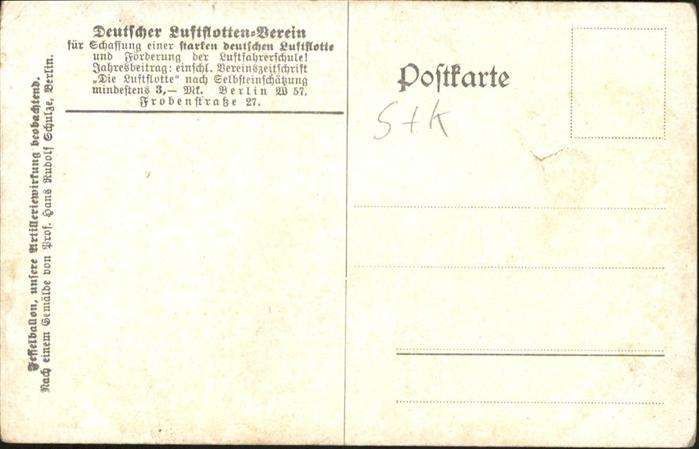 Deutscher Luftflotten-Verein
für Schaffung einer starken deutschen Luftflotte
und Förderung der Luftfahrerschule!
Jahresbeitrag: einschl. Vereinszeitschrift
„Die Luftflotte“ nach Selbsteinschätzung
mindestens 3,— Mk. Berlin W 57.
Frobenstraße 27.
Postkarte
S+K
Fesselballon, unsere Artilleriewirkung beobachtend.
Nach einem Gemälde von Prof. Hans Rudolf Schulze, Berlin.